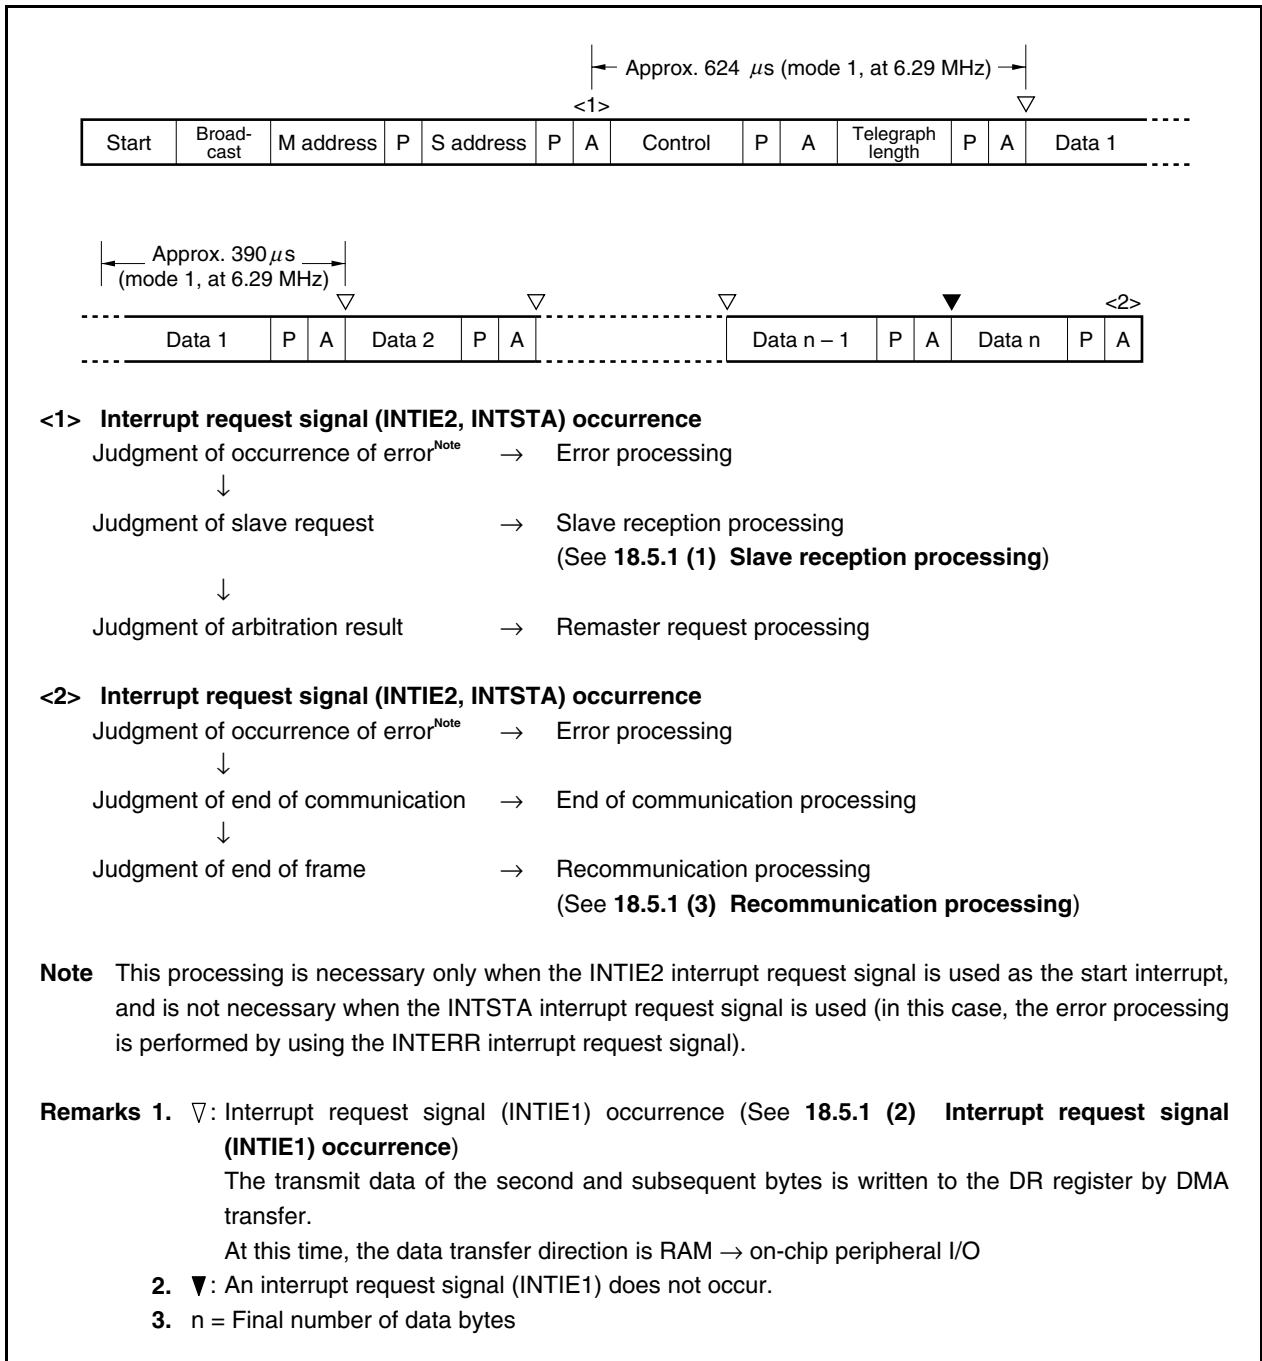 Approx. 624 μs (mode 1, at 6.29 MHz)
<1> ▽
Start Broad-cast M address P S address P A Control P A Telegraph length P A Data 1
Approx. 390 μs
(mode 1, at 6.29 MHz)
▽ ▽ ▽ ▼ <2>
Data 1 P A Data 2 P A Data n – 1 P A Data n P A
<1> Interrupt request signal (INTIE2, INTSTA) occurrence
Judgment of occurrence of error Note → Error processing
↓
Judgment of slave request → Slave reception processing
(See 18.5.1 (1) Slave reception processing)
↓
Judgment of arbitration result → Remaster request processing
<2> Interrupt request signal (INTIE2, INTSTA) occurrence
Judgment of occurrence of error Note → Error processing
↓
Judgment of end of communication → End of communication processing
↓
Judgment of end of frame → Recommunication processing
(See 18.5.1 (3) Recommunication processing)
Note This processing is necessary only when the INTIE2 interrupt request signal is used as the start interrupt,
and is not necessary when the INTSTA interrupt request signal is used (in this case, the error processing
is performed by using the INTERR interrupt request signal).
Remarks 1. ▽: Interrupt request signal (INTIE1) occurrence (See 18.5.1 (2) Interrupt request signal
(INTIE1) occurrence)
The transmit data of the second and subsequent bytes is written to the DR register by DMA
transfer.
At this time, the data transfer direction is RAM → on-chip peripheral I/O
2. ▼: An interrupt request signal (INTIE1) does not occur.
3. n = Final number of data bytes